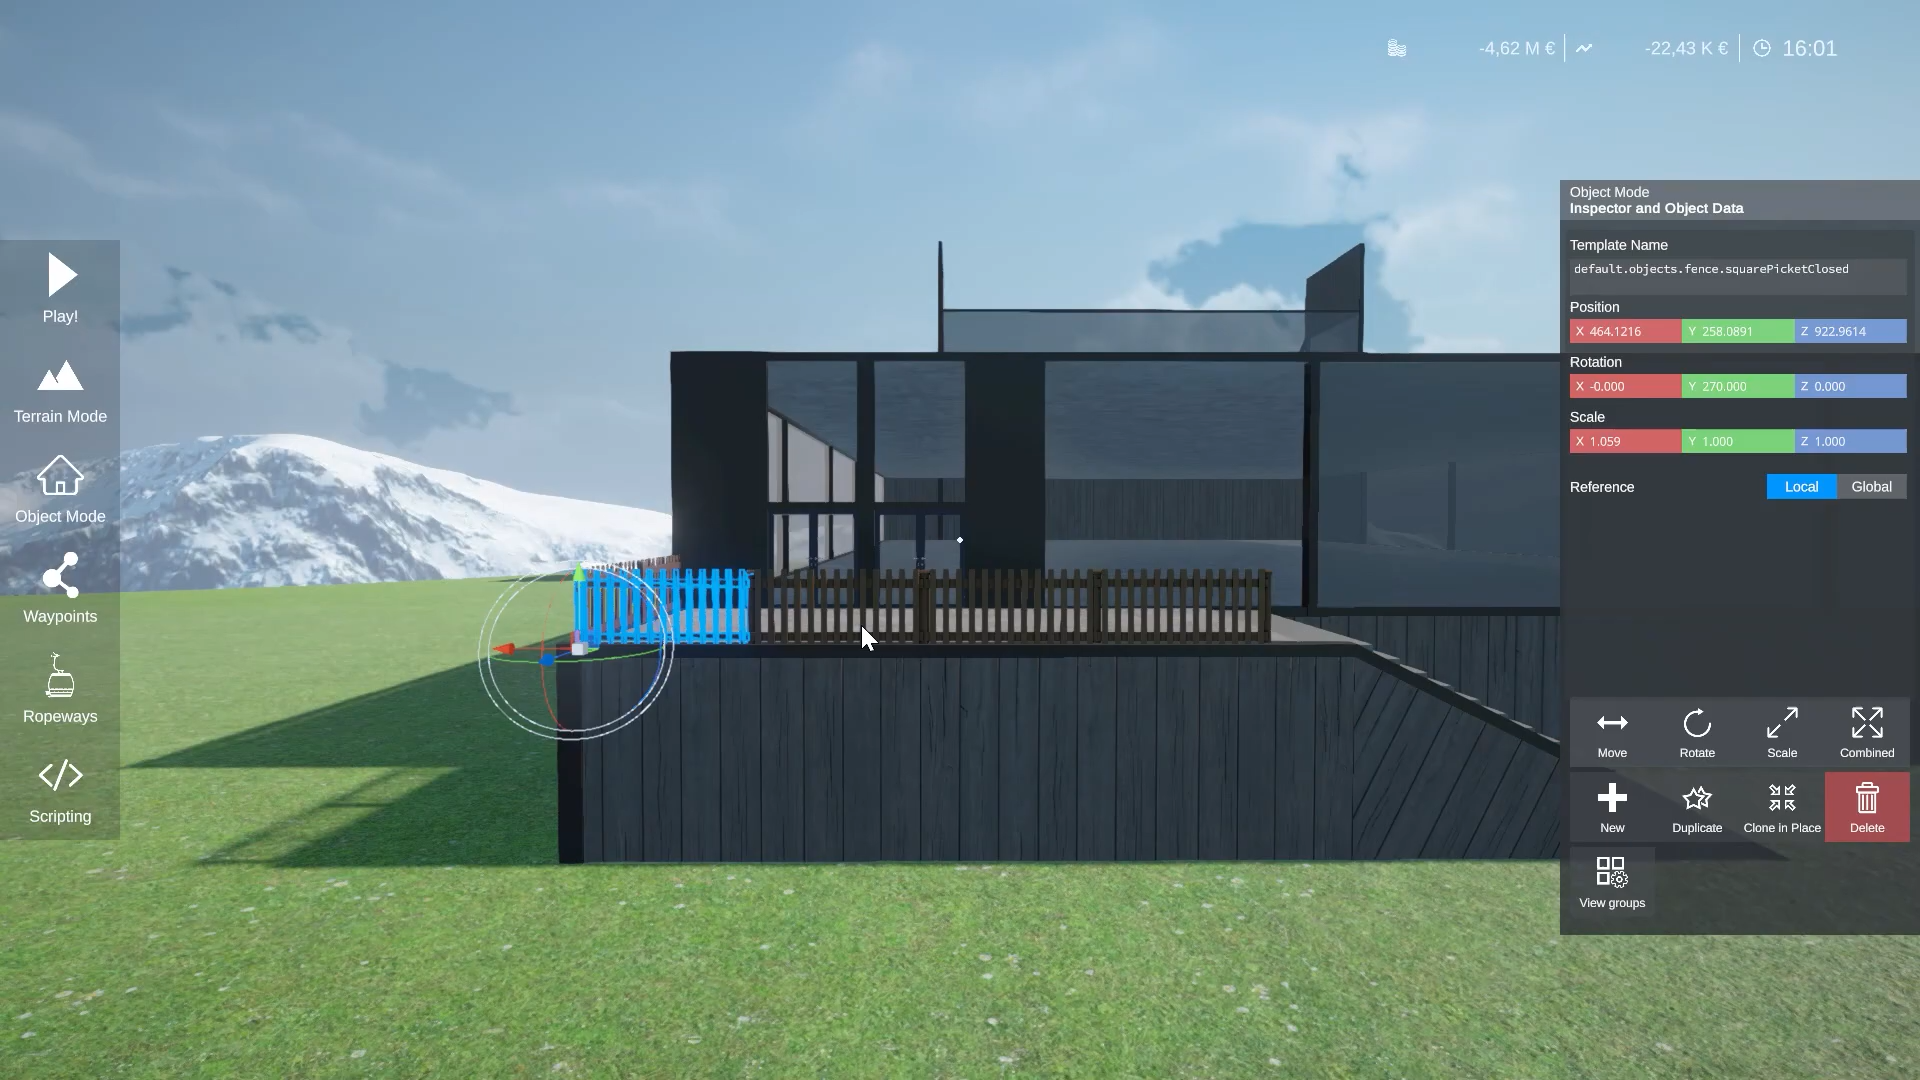 -4,62 M €
-22,43 K €
16:01
Play!
Terrain Mode
Object Mode
Waypoints
Ropeways
Scripting
Object Mode
Inspector and Object Data
Template Name
default.objects.fence.squarePicketClosed
Position
X 464.1216 Y 258.0891 Z 922.9614
Rotation
X -0.000 Y 270.000 Z 0.000
Scale
X 1.059 Y 1.000 Z 1.000
Reference Local Global
Move Rotate Scale Combined
New Duplicate Clone in Place Delete
View groups